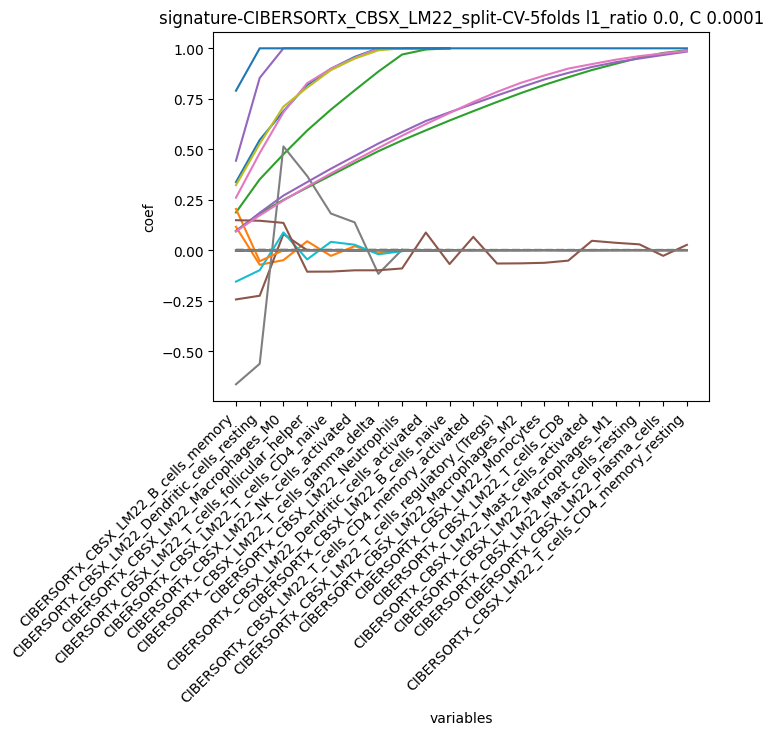 signature-CIBERSORTx_CBSX_LM22_split-CV-5folds l1_ratio 0.0, C 0.0001
1.00
0.75
0.50
0.25
0.00
−0.25
−0.50
coef
CIBERSORTx_CBSX_LM22_B_cells_memory
CIBERSORTx_CBSX_LM22_Dendritic_cells_resting
CIBERSORTx_CBSX_LM22_Macrophages_M0
CIBERSORTx_CBSX_LM22_T_cells_follicular_helper
CIBERSORTx_CBSX_LM22_T_cells_CD4_naive
CIBERSORTx_CBSX_LM22_NK_cells_activated
CIBERSORTx_CBSX_LM22_T_cells_gamma_delta
CIBERSORTx_CBSX_LM22_Neutrophils
CIBERSORTx_CBSX_LM22_Dendritic_cells_activated
CIBERSORTx_CBSX_LM22_B_cells_naive
CIBERSORTx_CBSX_LM22_T_cells_CD4_memory_activated
CIBERSORTx_CBSX_LM22_T_cells_regulatory_(Tregs)
CIBERSORTx_CBSX_LM22_Macrophages_M2
CIBERSORTx_CBSX_LM22_Monocytes
CIBERSORTx_CBSX_LM22_T_cells_CD8
CIBERSORTx_CBSX_LM22_Mast_cells_activated
CIBERSORTx_CBSX_LM22_Macrophages_M1
CIBERSORTx_CBSX_LM22_Mast_cells_resting
CIBERSORTx_CBSX_LM22_Plasma_cells
CIBERSORTx_CBSX_LM22_T_cells_CD4_memory_resting
variables